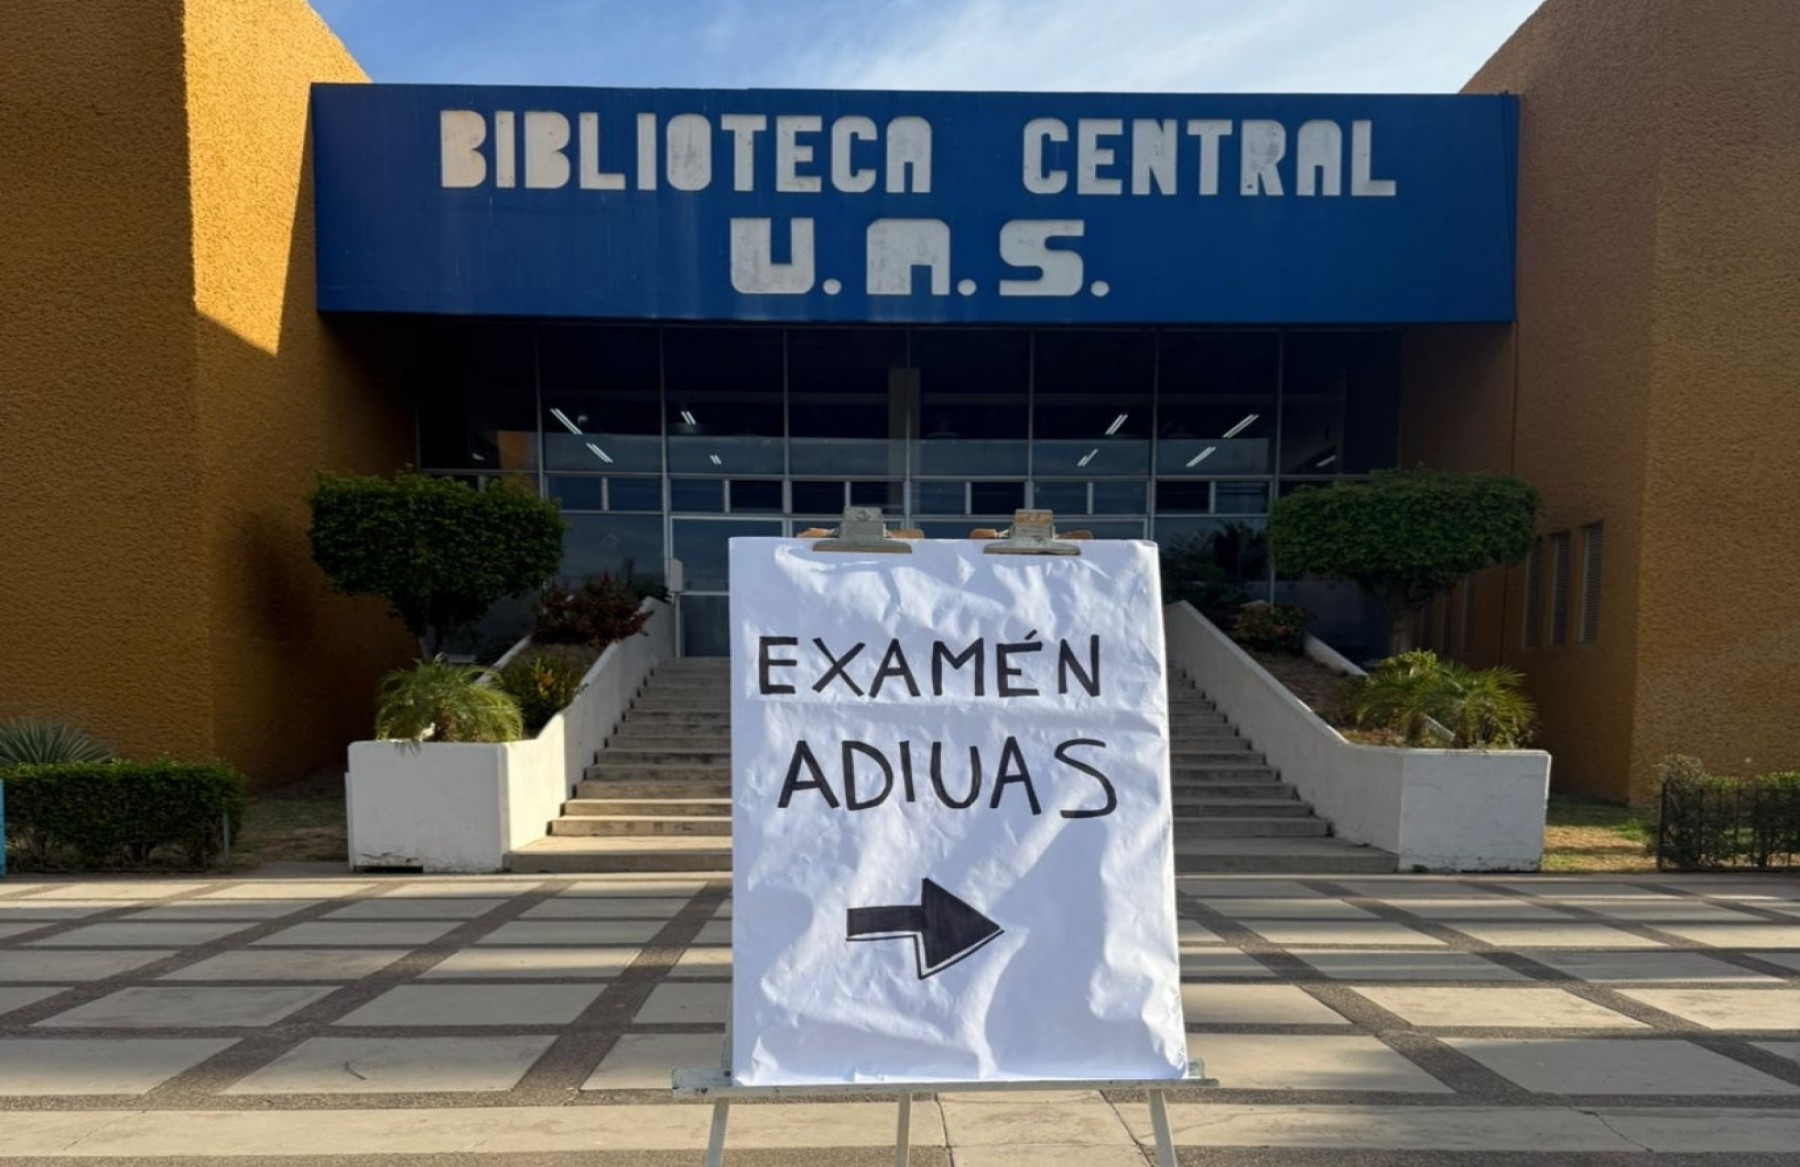 BIBLIOTECA CENTRAL
U.A.S.
EXAMÉN
ADIUAS